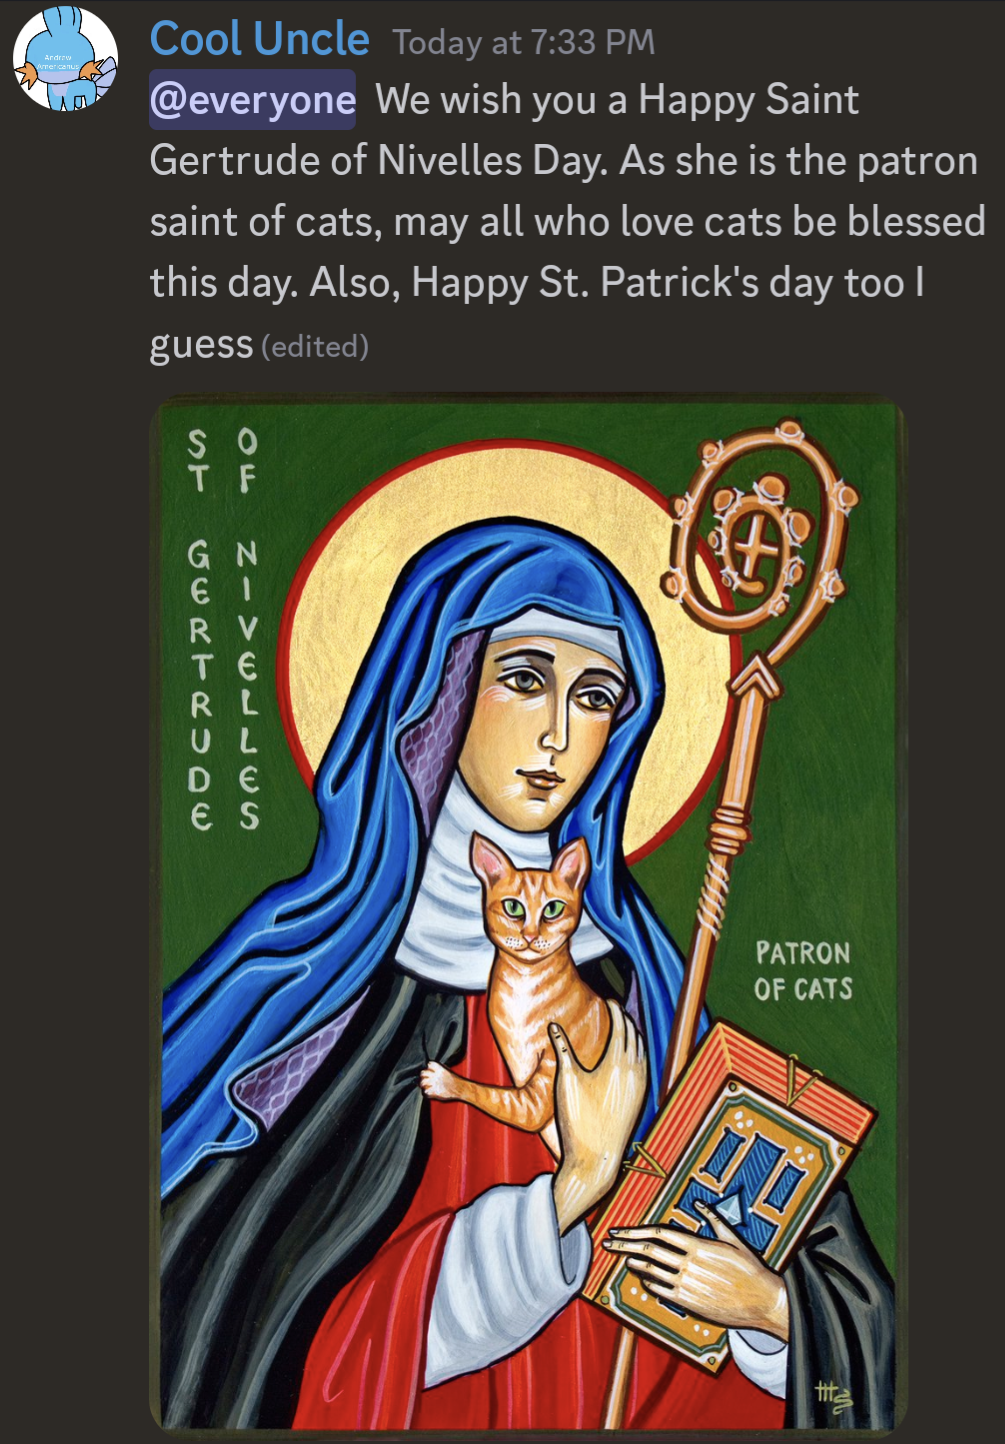 Andrew
Americanus
Cool Uncle Today at 7:33 PM
@everyone We wish you a Happy Saint
Gertrude of Nivelles Day. As she is the patron
saint of cats, may all who love cats be blessed
this day. Also, Happy St. Patrick's day too I
guess (edited)
ST GERTRUDE
OF NIVELLES
PATRON
OF CATS